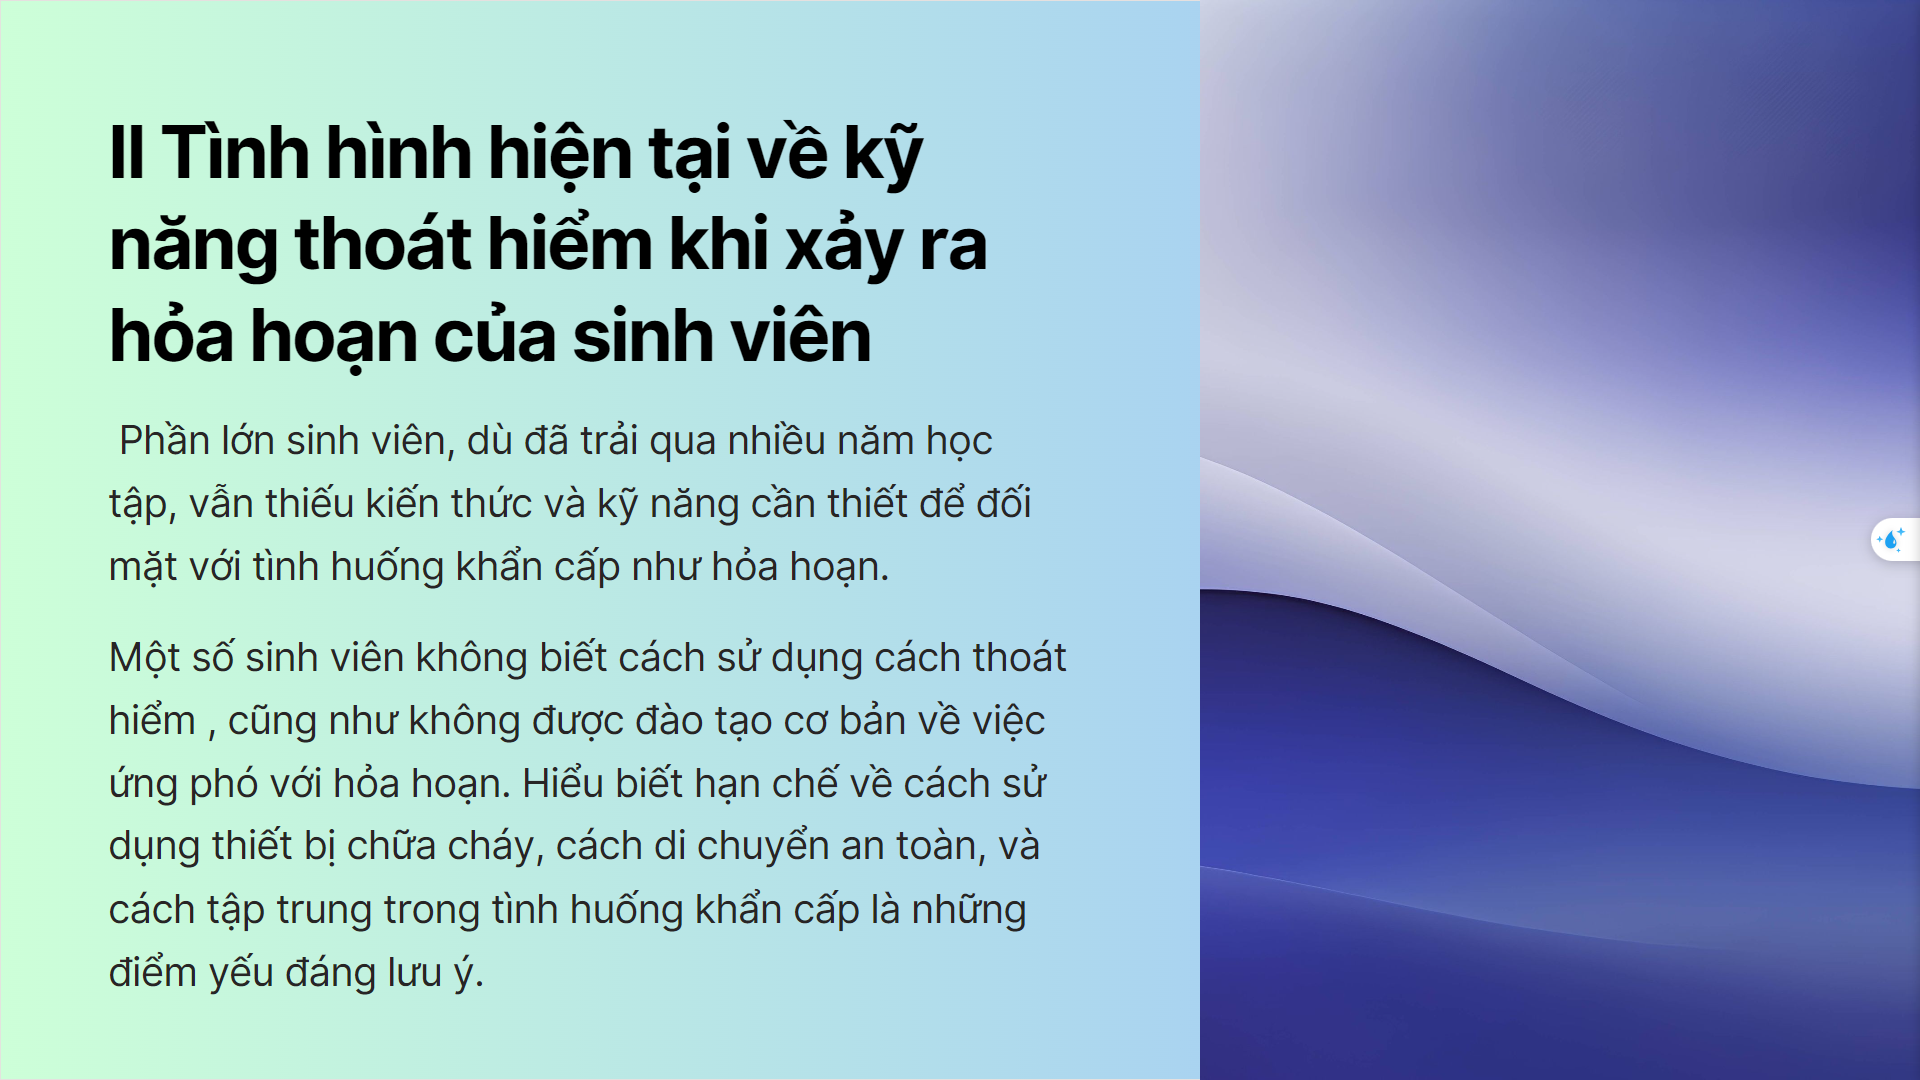 II Tình hình hiện tại về kỹ
năng thoát hiểm khi xảy ra
hỏa hoạn của sinh viên
Phần lớn sinh viên, dù đã trải qua nhiều năm học
tập, vẫn thiếu kiến thức và kỹ năng cần thiết để đối
mặt với tình huống khẩn cấp như hỏa hoạn.
Một số sinh viên không biết cách sử dụng cách thoát
hiểm , cũng như không được đào tạo cơ bản về việc
ứng phó với hỏa hoạn. Hiểu biết hạn chế về cách sử
dụng thiết bị chữa cháy, cách di chuyển an toàn, và
cách tập trung trong tình huống khẩn cấp là những
điểm yếu đáng lưu ý.